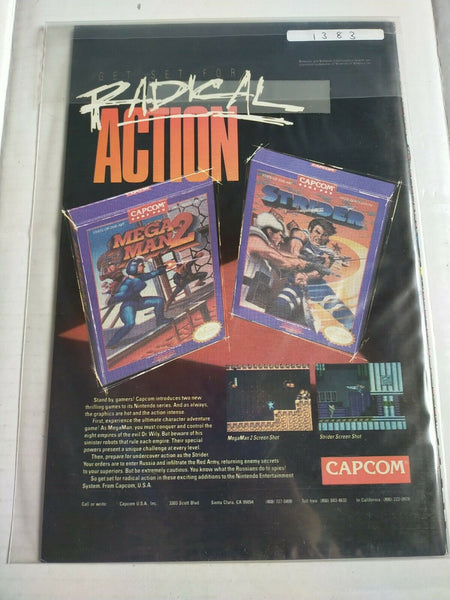 1383
GET SET FOR
RADICAL
ACTION
CAPCOM
MEGA
MAN 2
CAPCOM
STRIDER
MegaMan 2 Screen Shot
Strider Screen Shot
Stand by, gamers! Capcom introduces two new
thrilling games to its Nintendo series. And as always,
the graphics are hot and the action intense.
First, experience the ultimate character adventure
game! As MegaMan, you must conquer and control the
eight empires of the evil Dr. Wily. But beware of his
sinister robots that rule each empire. Their special
powers present a unique challenge at every level.
Then, prepare for undercover action as the Strider.
Your orders are to enter Russia and infiltrate the Red Army, returning enemy secrets
to your superiors. But be extremely cautious. You know what the Russians do to spies!
So get set for radical action in these exciting additions to the Nintendo Entertainment
System. From Capcom, U.S.A.
CAPCOM
Call or write: Capcom U.S.A. Inc. 3303 Scott Blvd. Santa Clara, CA 95054